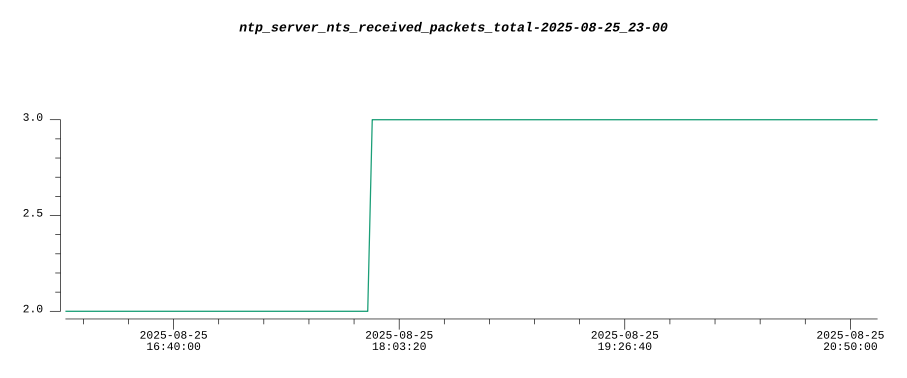 ntp_server_nts_received_packets_total-2025-08-25_23-00
3.0
2.5
2.0
2025-08-25 2025-08-25 2025-08-25 2025-08-25
16:40:00 18:03:20 19:26:40 20:50:00